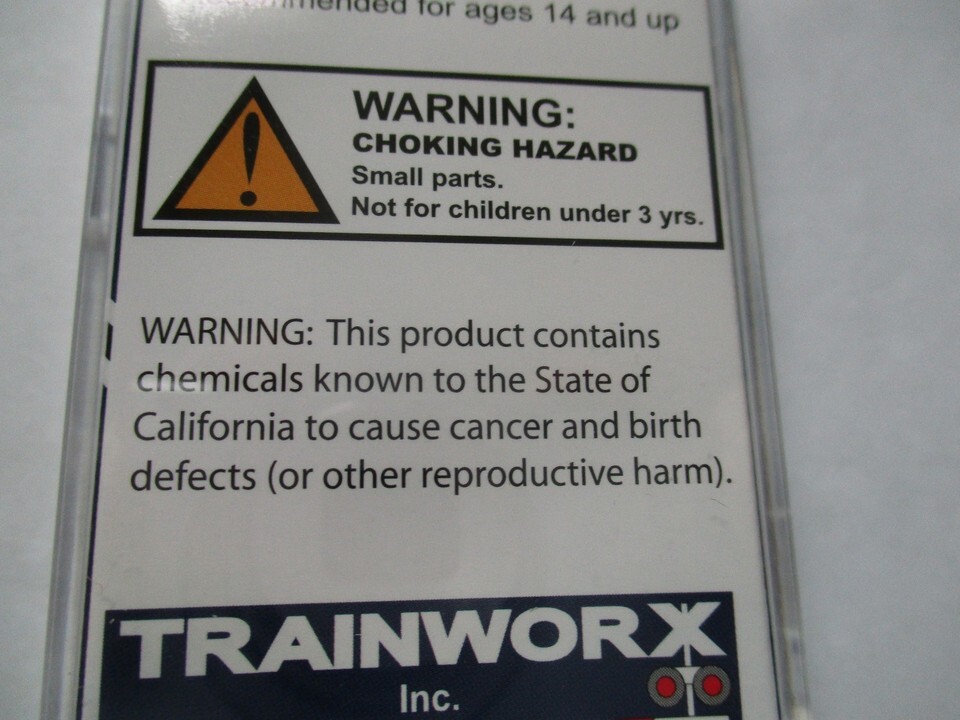 for ages 14 and up
WARNING:
CHOKING HAZARD
Small parts.
Not for children under 3 yrs.
WARNING: This product contains
chemicals known to the State of
California to cause cancer and birth
defects (or other reproductive harm).
TRAINWORX
Inc.